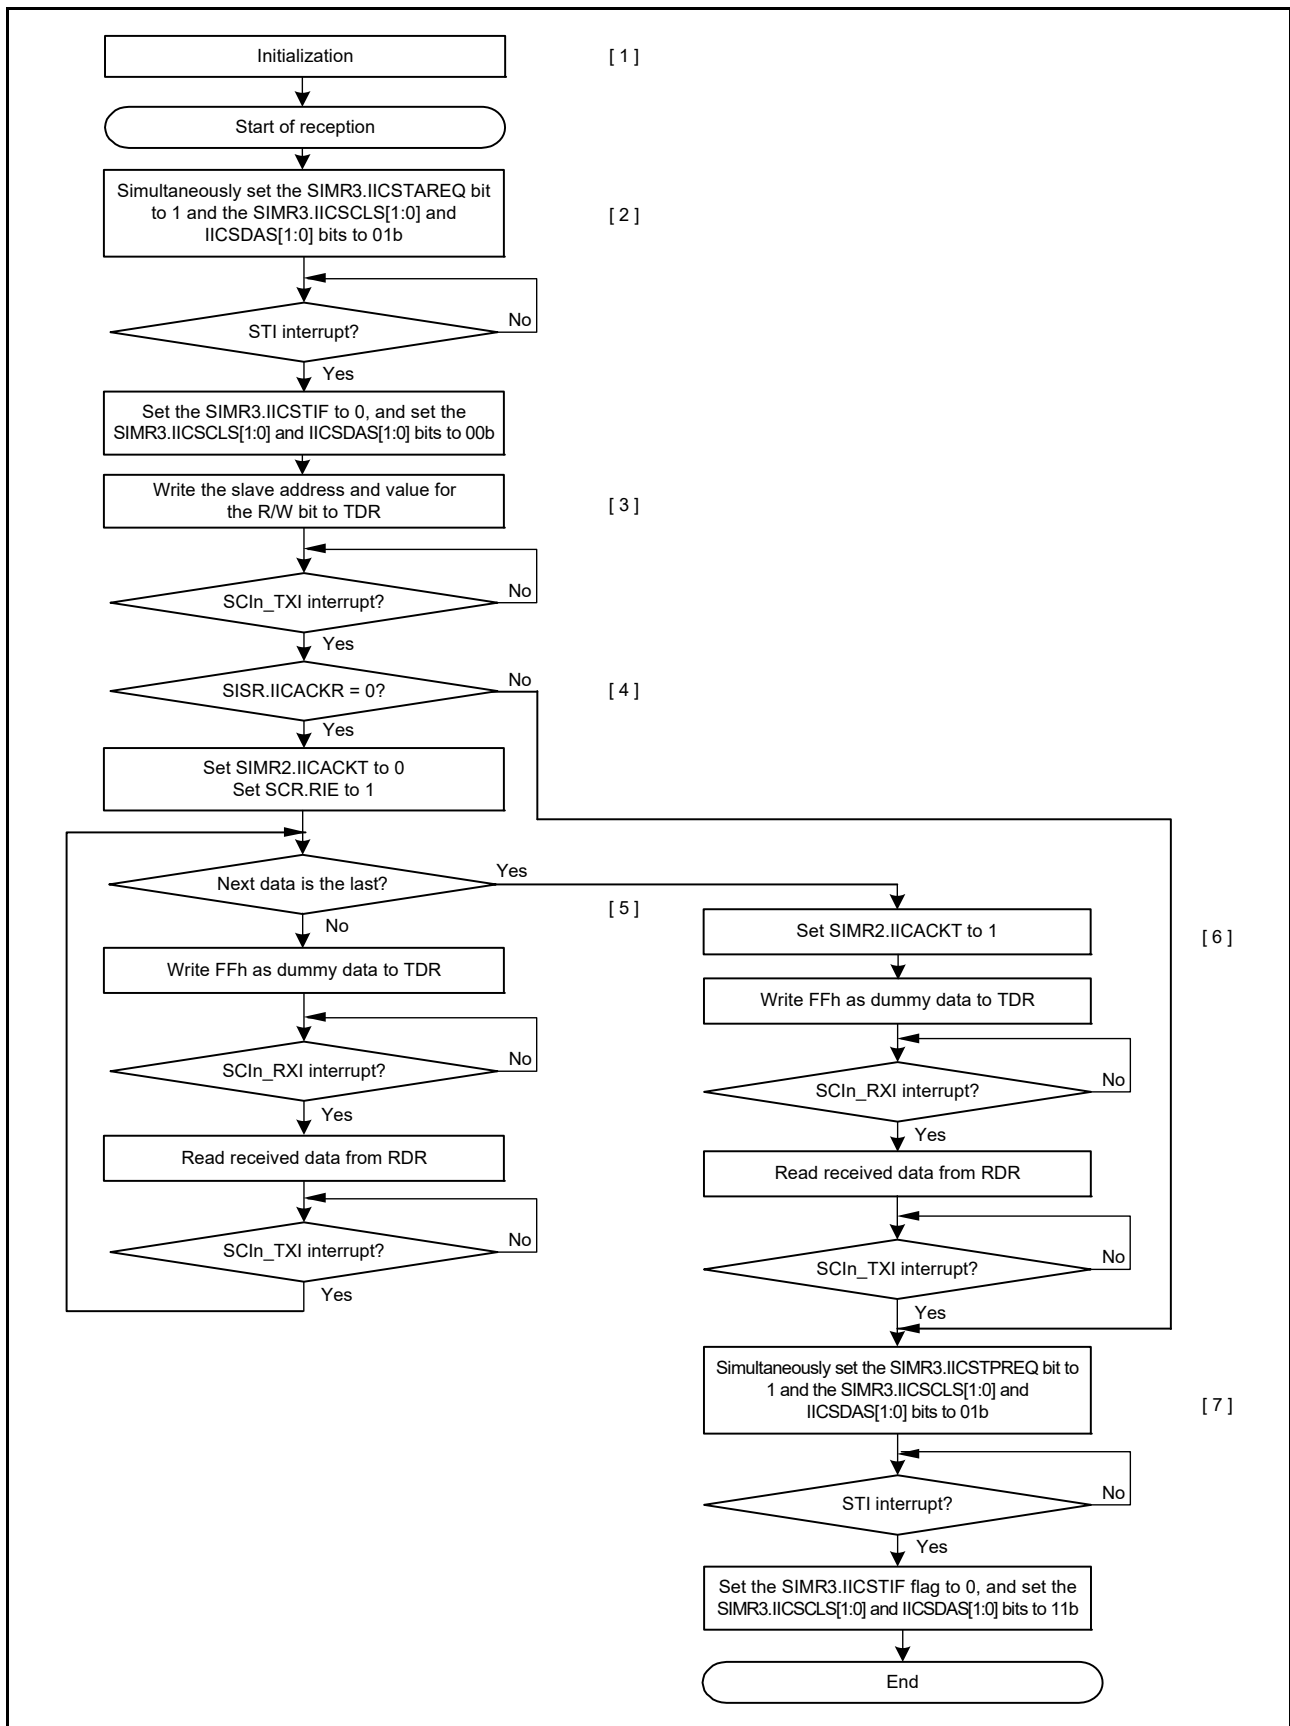 Initialization
[ 1 ]
Start of reception
Simultaneously set the SIMR3.IICSTAREQ bit
to 1 and the SIMR3.IICSCLS[1:0] and
IICSDAS[1:0] bits to 01b
[ 2 ]
STI interrupt?
No
Yes
Set the SIMR3.IICSTIF to 0, and set the
SIMR3.IICSCLS[1:0] and IICSDAS[1:0] bits to 00b
Write the slave address and value for
the R/W bit to TDR
[ 3 ]
SCIn_TXI interrupt?
No
Yes
SISR.IICACKR = 0?
No
[ 4 ]
Yes
Set SIMR2.IICACKT to 0
Set SCR.RIE to 1
Next data is the last?
Yes
[ 5 ]
No
Write FFh as dummy data to TDR
SCIn_RXI interrupt?
No
Yes
Read received data from RDR
SCIn_TXI interrupt?
No
Yes
Set SIMR2.IICACKT to 1
[ 6 ]
Write FFh as dummy data to TDR
SCIn_RXI interrupt?
No
Yes
Read received data from RDR
SCIn_TXI interrupt?
No
Yes
Simultaneously set the SIMR3.IICSTPREQ bit to
1 and the SIMR3.IICSCLS[1:0] and
IICSDAS[1:0] bits to 01b
[ 7 ]
STI interrupt?
No
Yes
Set the SIMR3.IICSTIF flag to 0, and set the
SIMR3.IICSCLS[1:0] and IICSDAS[1:0] bits to 11b
End